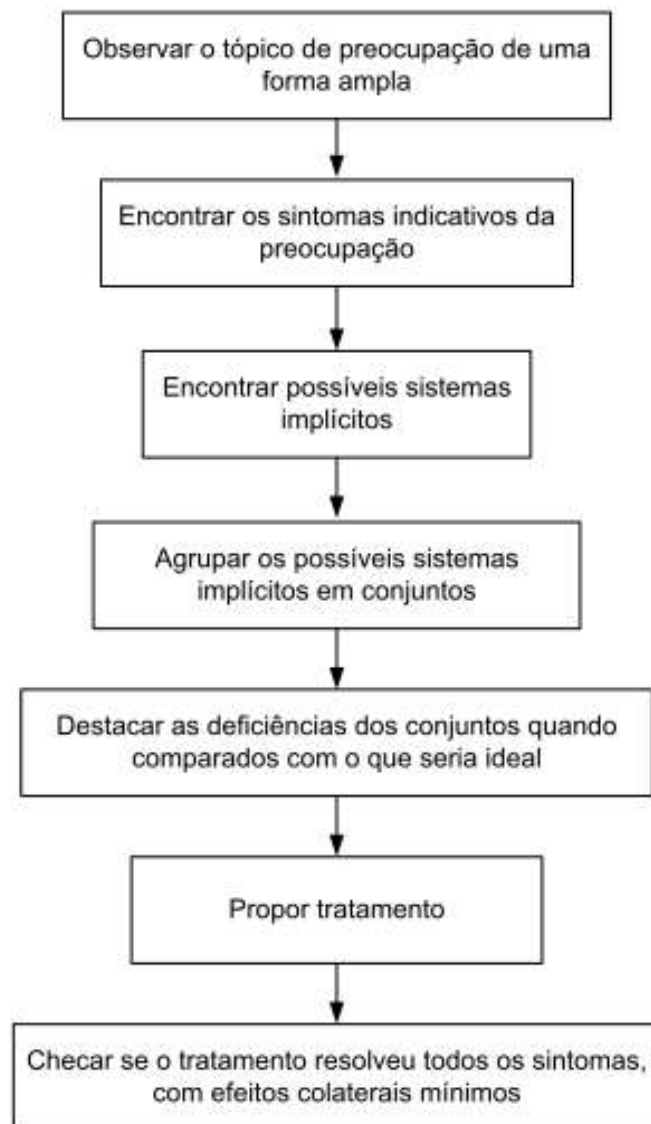 Observar o tópico de preocupação de uma
forma ampla
Encontrar os sintomas indicativos da
preocupação
Encontrar possíveis sistemas
implícitos
Agrupar os possíveis sistemas
implícitos em conjuntos
Destacar as deficiências dos conjuntos quando
comparados com o que seria ideal
Propor tratamento
Checar se o tratamento resolveu todos os sintomas,
com efeitos colaterais mínimos